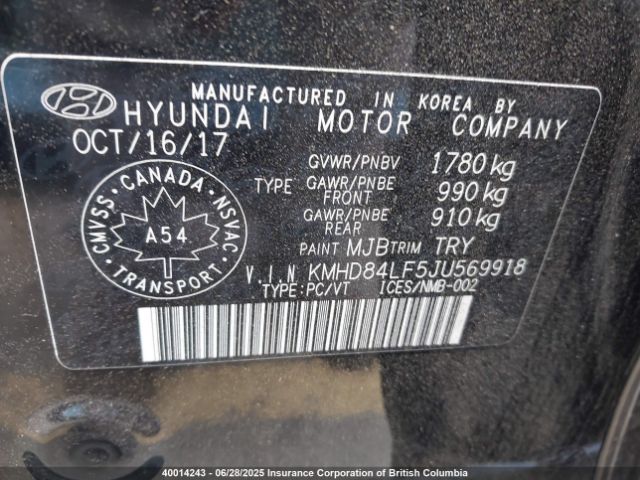 MANUFACTURED IN KOREA BY
HYUNDAI MOTOR COMPANY
OCT/16/17
GVWR/PNBV 1780 kg
TYPE GAWR/PNBE FRONT 990 kg
GAWR/PNBE REAR 910 kg
PAINT MJB TRIM TRY
V.I.N KMHD84LF5JU569918
TYPE:PC/VT ICES/NMB-002
CANADA
CMVSS
NSVAC
A54
TRANSPORT
40014243 - 06/28/2025 Insurance Corporation of British Columbia